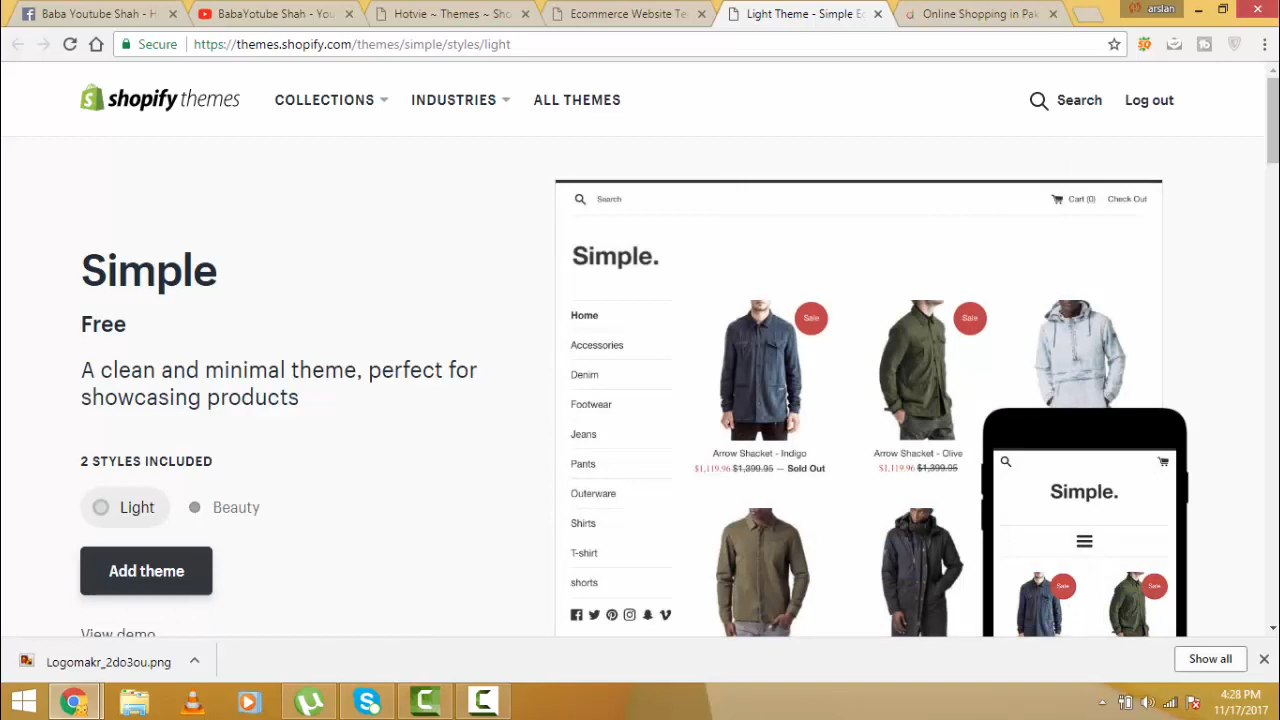 Baba Youtube Shah -
BabaYotube Shah - You
Hotvie ~ Themes ~ Sho
Ecommerce Website Te
Light Theme - Simple Ec
Online Shopping in Pak
arslan
Secure
https://themes.shopify.com/themes/simple/styles/light
shopify themes
COLLECTIONS
INDUSTRIES
ALL THEMES
Search
Log out
Simple
Free
A clean and minimal theme, perfect for
showcasing products
2 STYLES INCLUDED
Light
Beauty
Add theme
View demo
Search
Cart (0)
Check Out
Simple.
Home
Accessories
Denim
Footwear
Jeans
Pants
Outerware
Shirts
T-shirt
shorts
Sale
Sale
Arrow Shacket - Indigo
$1,119.96 $1,399.95 — Sold Out
Arrow Shacket - Olive
$1,119.96 $1,399.95
Simple.
Sale
Sale
Logomakr_2do3ou.png
Show all
4:28 PM
11/17/2017